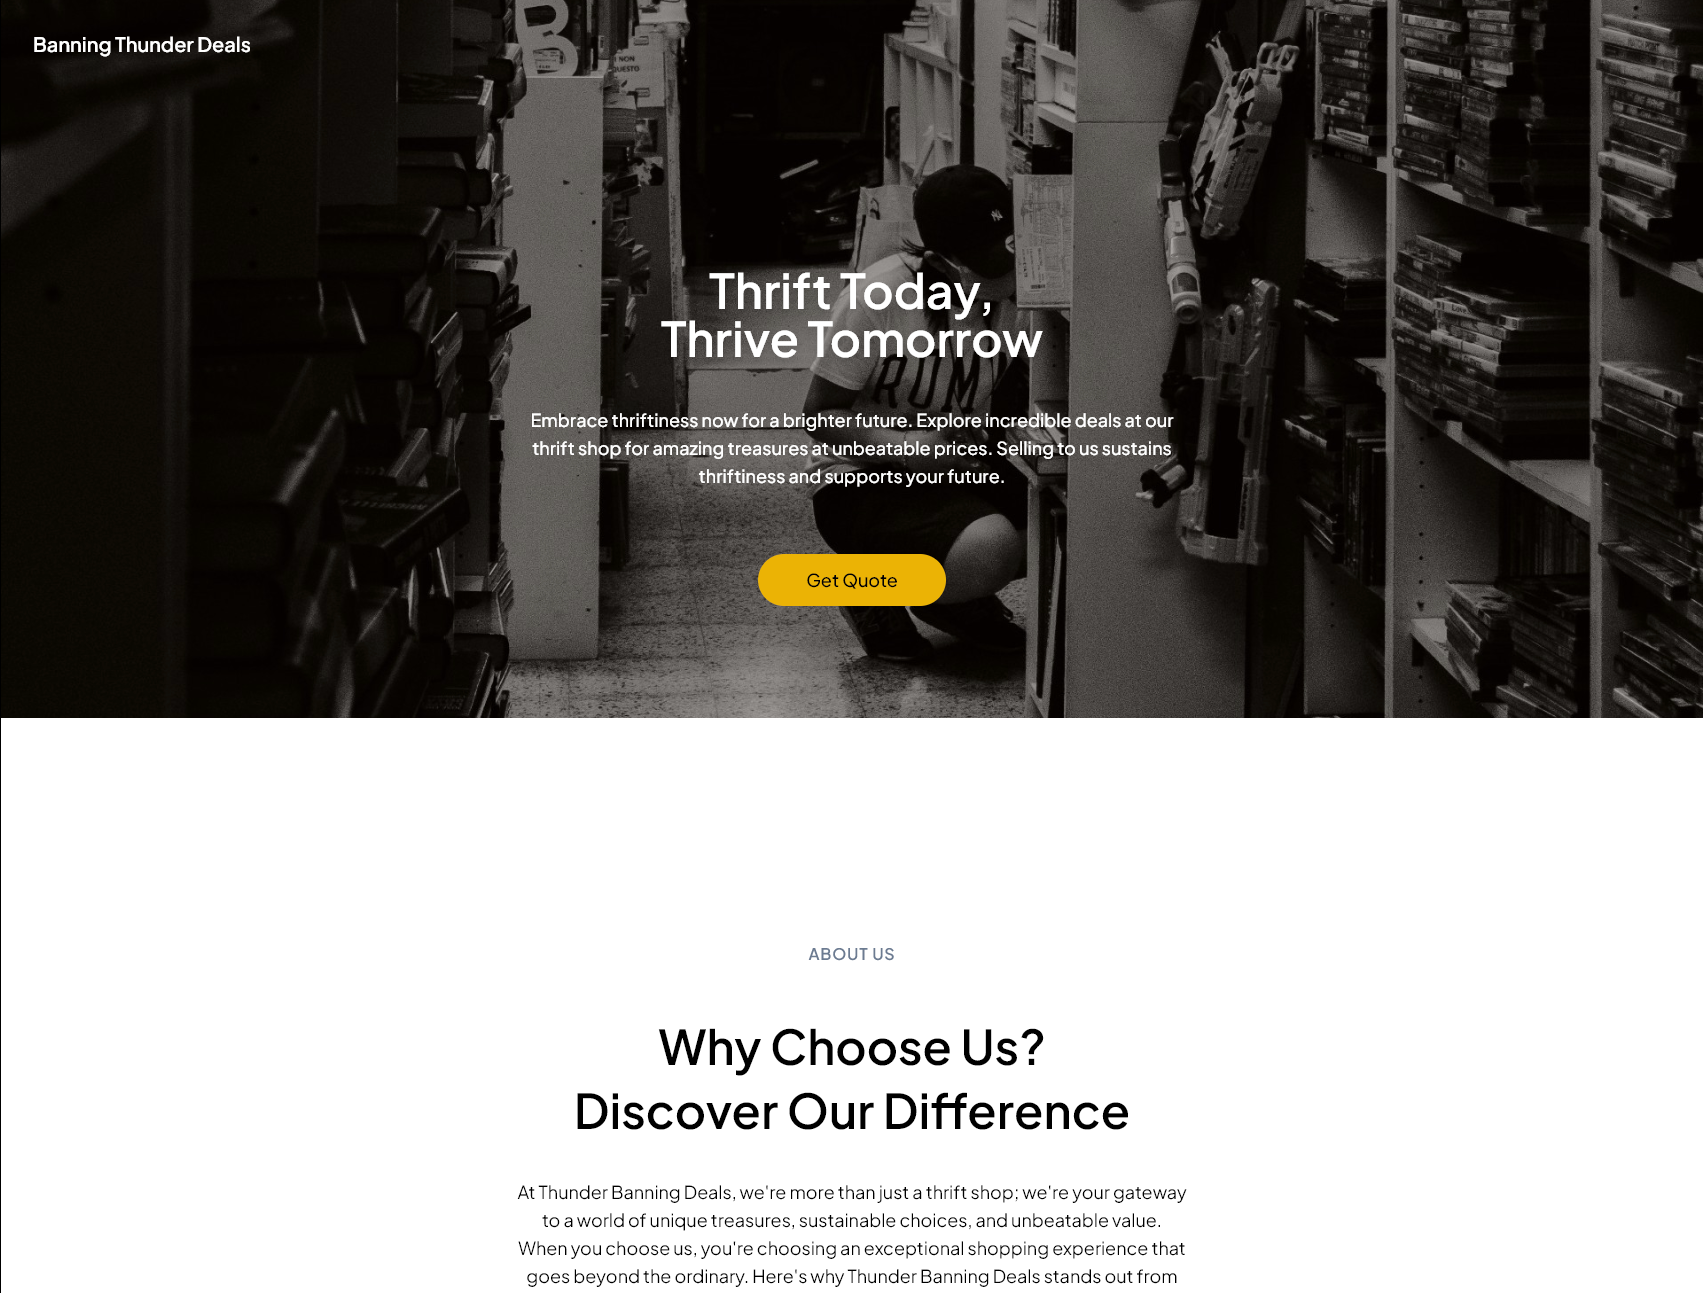 Banning Thunder Deals
B
NON
QUESTO
Thrift Today,
Thrive Tomorrow
RUM
Embrace thriftiness now for a brighter future. Explore incredible deals at our
thrift shop for amazing treasures at unbeatable prices. Selling to us sustains
thriftiness and supports your future.
Get Quote
ABOUT US
Why Choose Us?
Discover Our Difference
At Thunder Banning Deals, we're more than just a thrift shop; we're your gateway
to a world of unique treasures, sustainable choices, and unbeatable value.
When you choose us, you're choosing an exceptional shopping experience that
goes beyond the ordinary. Here's why Thunder Banning Deals stands out from